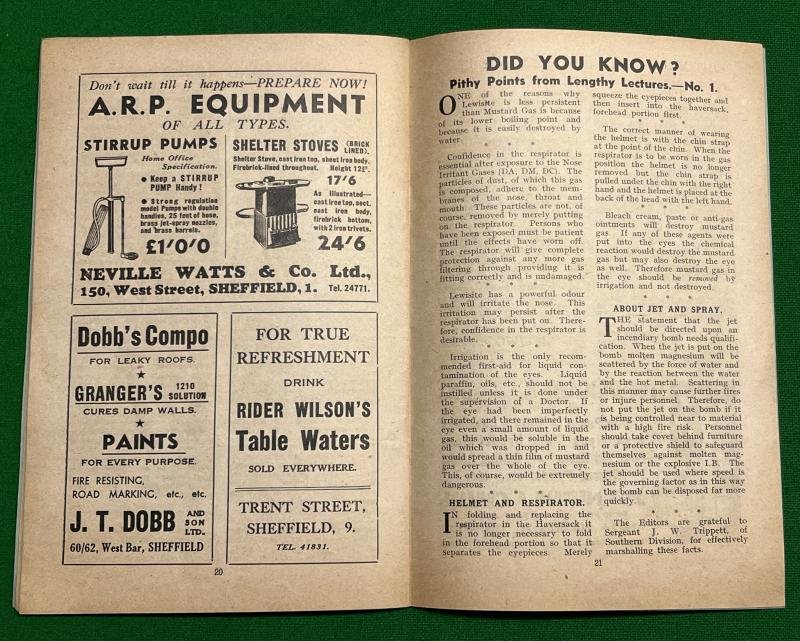 Don't wait till it happens—PREPARE NOW!
A.R.P. EQUIPMENT
OF ALL TYPES.
STIRRUP PUMPS
Home Office
Specification.
● Keep a STIRRUP
PUMP Handy !
● Strong regulation
model Pumps with double
handles, 25 feet of hose,
brass jet-spray nozzles,
and brass barrels.
£1'0/0
SHELTER STOVES (BRICK
LINED).
Shelter Stove, cast iron top, sheet iron body.
Firebrick-lined throughout. Height 12½".
17'6
As illustrated—
cast iron top, sect.
cast iron body,
firebrick bottom,
with 2 iron trivets.
24'6
NEVILLE WATTS & Co. Ltd.,
150, West Street, SHEFFIELD, 1. Tel. 24771.
Dobb's Compo
FOR LEAKY ROOFS.
★
GRANGER'S 1210
SOLUTION
CURES DAMP WALLS.
★
PAINTS
FOR EVERY PURPOSE.
FIRE RESISTING,
ROAD MARKING, etc., etc.
J. T. DOBB AND
SON
LTD.
60/62, West Bar, SHEFFIELD
FOR TRUE
REFRESHMENT
DRINK
RIDER WILSON'S
Table Waters
SOLD EVERYWHERE.
TRENT STREET,
SHEFFIELD, 9.
TEL. 41831.
20
DID YOU KNOW?
Pithy Points from Lengthy Lectures.—No. 1.
ONE of the reasons why
Lewisite is less persistent
than Mustard Gas is because
of its lower boiling point and
because it is easily destroyed by
water.
* * *
Confidence in the respirator is
essential after exposure to the Nose
Irritant Gases (DA, DM, DC). The
particles of dust, of which this gas
is composed, adhere to the mem-
branes of the nose, throat and
mouth. These particles are not, of
course, removed by merely putting
on the respirator. Persons who
have been exposed must be patient
until the effects have worn off.
The respirator will give complete
protection against any more gas
filtering through providing it is
fitting correctly and is undamaged.
* * *
Lewisite has a powerful odour
and will irritate the nose. This
irritation may persist after the
respirator has been put on. There-
fore, confidence in the respirator is
desirable.
* * *
Irrigation is the only recom-
mended first-aid for liquid con-
tamination of the eyes. Liquid
paraffin, oils, etc., should not be
instilled unless it is done under
the supervision of a Doctor. If
the eye had been imperfectly
irrigated, and there remained in the
eye even a small amount of liquid
gas, this would be soluble in the
oil which was dropped in and
would spread a thin film of mustard
gas over the whole of the eye.
This, of course, would be extremely
dangerous.
* * *
HELMET AND RESPIRATOR.
IN folding and replacing the
respirator in the Haversack it
is no longer necessary to fold
in the forehead portion so that it
separates the eyepieces. Merely
squeeze the eyepieces together and
then insert into the haversack,
forehead portion first.
* * *
The correct manner of wearing
the helmet is with the chin strap
at the point of the chin. When the
respirator is to be worn in the gas
position the helmet is no longer
removed but the chin strap is
pulled under the chin with the right
hand and the helmet is placed at the
back of the head with the left hand.
* * *
Bleach cream, paste or anti-gas
ointments will destroy mustard
gas. If any of these agents were
put into the eyes the chemical
reaction would destroy the mustard
gas but may also destroy the eye
as well. Therefore mustard gas in
the eye should be removed by
irrigation and not destroyed.
* * *
ABOUT JET AND SPRAY.
THE statement that the jet
should be directed upon an
incendiary bomb needs qualifi-
cation. When the jet is put on the
bomb molten magnesium will be
scattered by the force of water and
by the reaction between the water
and the hot metal. Scattering in
this manner may cause further fires
or injure personnel. Therefore, do
not put the jet on the bomb if it
is being controlled near to material
with a high fire risk. Personnel
should take cover behind furniture
or a protective shield to safeguard
themselves against molten mag-
nesium or the explosive I.B. The
jet should be used where speed is
the governing factor as in this way
the bomb can be disposed far more
quickly.
* * *
The Editors are grateful to
Sergeant J. W. Trippett, of
Southern Division, for effectively
marshalling these facts.
21